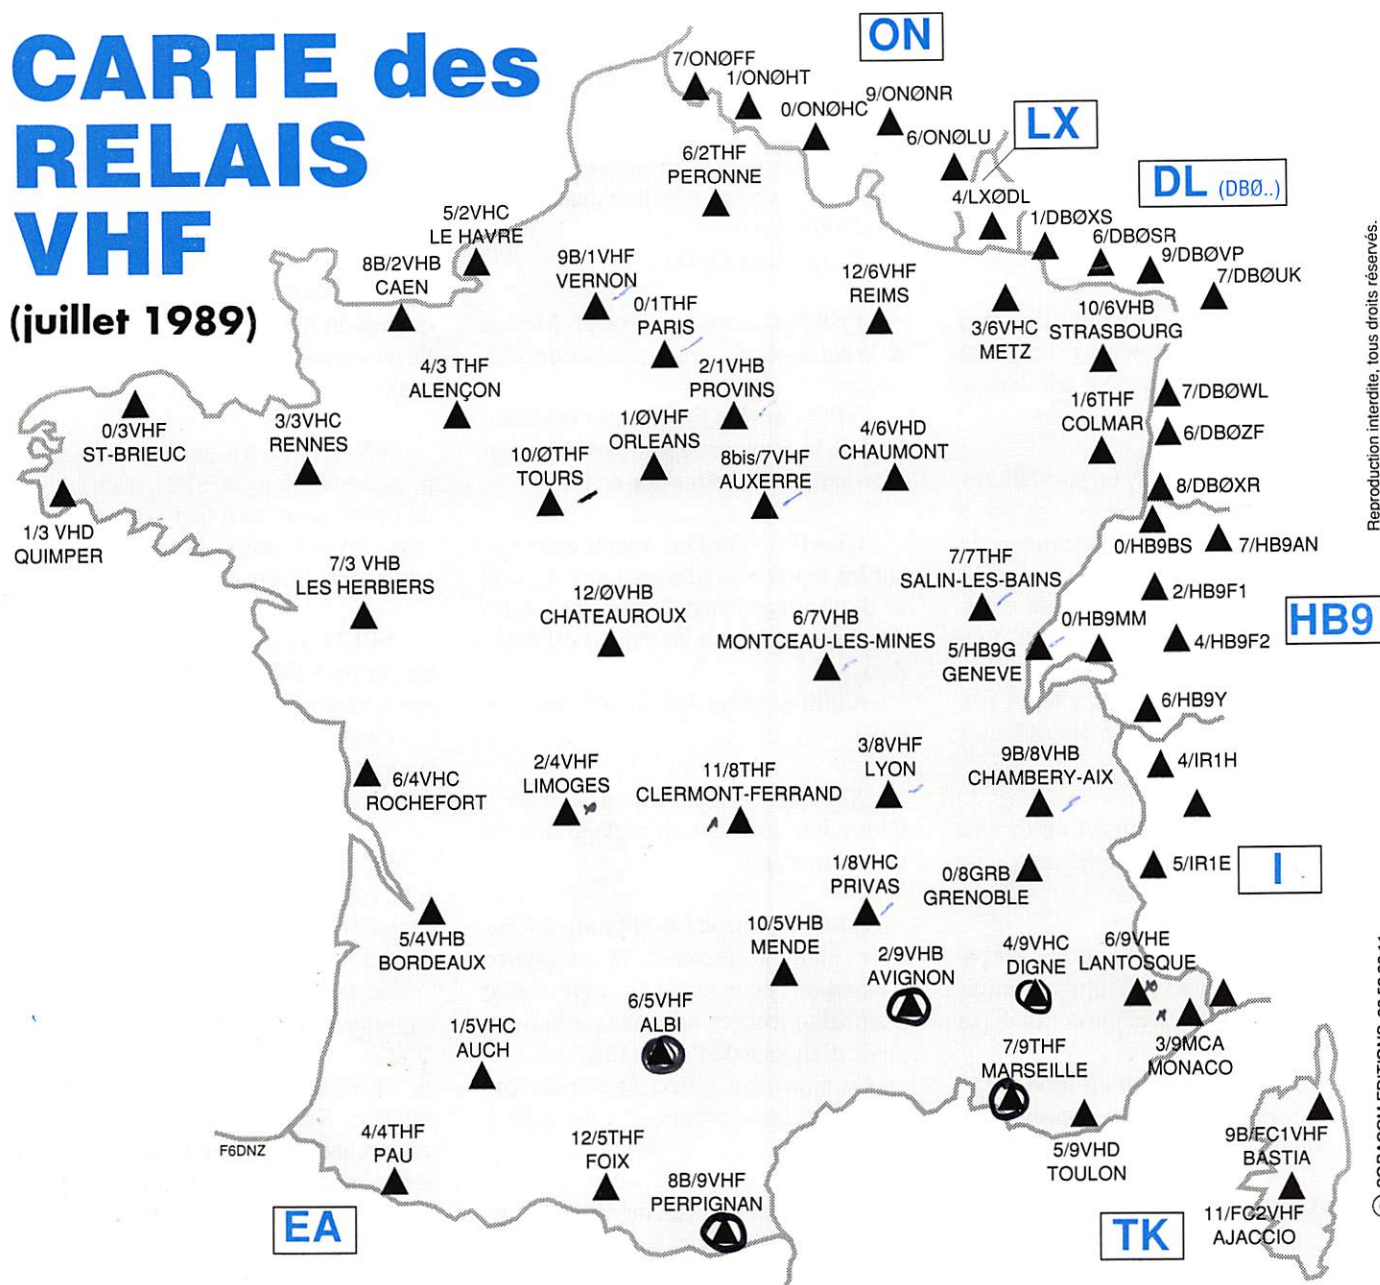 CARTE des
RELAIS
VHF
(juillet 1989)
ON
7/ONØFF
1/ONØHT
0/ONØHC
9/ONØNR
6/ONØLU
LX
4/LXØDL
DL (DBØ..)
1/DBØXS
6/DBØSR
9/DBØVP
7/DBØUK
6/2THF
PERONNE
5/2VHC
LE HAVRE
8B/2VHB
CAEN
9B/1VHF
VERNON
0/1THF
PARIS
12/6VHF
REIMS
3/6VHC
METZ
10/6VHB
STRASBOURG
4/3 THF
ALENÇON
2/1VHB
PROVINS
7/DBØWL
1/6THF
COLMAR
6/DBØZF
0/3VHF
ST-BRIEUC
3/3VHC
RENNES
1/ØVHF
ORLEANS
4/6VHD
CHAUMONT
10/ØTHF
TOURS
8bis/7VHF
AUXERRE
8/DBØXR
1/3 VHD
QUIMPER
0/HB9BS
7/HB9AN
7/3 VHB
LES HERBIERS
7/7THF
SALIN-LES-BAINS
12/ØVHB
CHATEAUROUX
6/7VHB
MONTCEAU-LES-MINES
2/HB9F1
0/HB9MM
HB9
5/HB9G
GENEVE
4/HB9F2
6/HB9Y
6/4VHC
ROCHEFORT
2/4VHF
LIMOGES
11/8THF
CLERMONT-FERRAND
3/8VHF
LYON
9B/8VHB
CHAMBERY-AIX
4/IR1H
1/8VHC
PRIVAS
0/8GRB
GRENOBLE
5/IR1E
I
5/4VHB
BORDEAUX
10/5VHB
MENDE
2/9VHB
AVIGNON
4/9VHC
DIGNE
6/9VHE
LANTOSQUE
6/5VHF
ALBI
1/5VHC
AUCH
7/9THF
MARSEILLE
3/9MCA
MONACO
F6DNZ
4/4THF
PAU
12/5THF
FOIX
8B/9VHF
PERPIGNAN
5/9VHD
TOULON
9B/FC1VHF
BASTIA
11/FC2VHF
AJACCIO
EA
TK
Reproduction interdite, tous droits réservés.